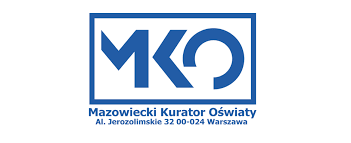 MKO
Mazowiecki Kurator Oświaty
Al. Jerozolimskie 32 00-024 Warszawa